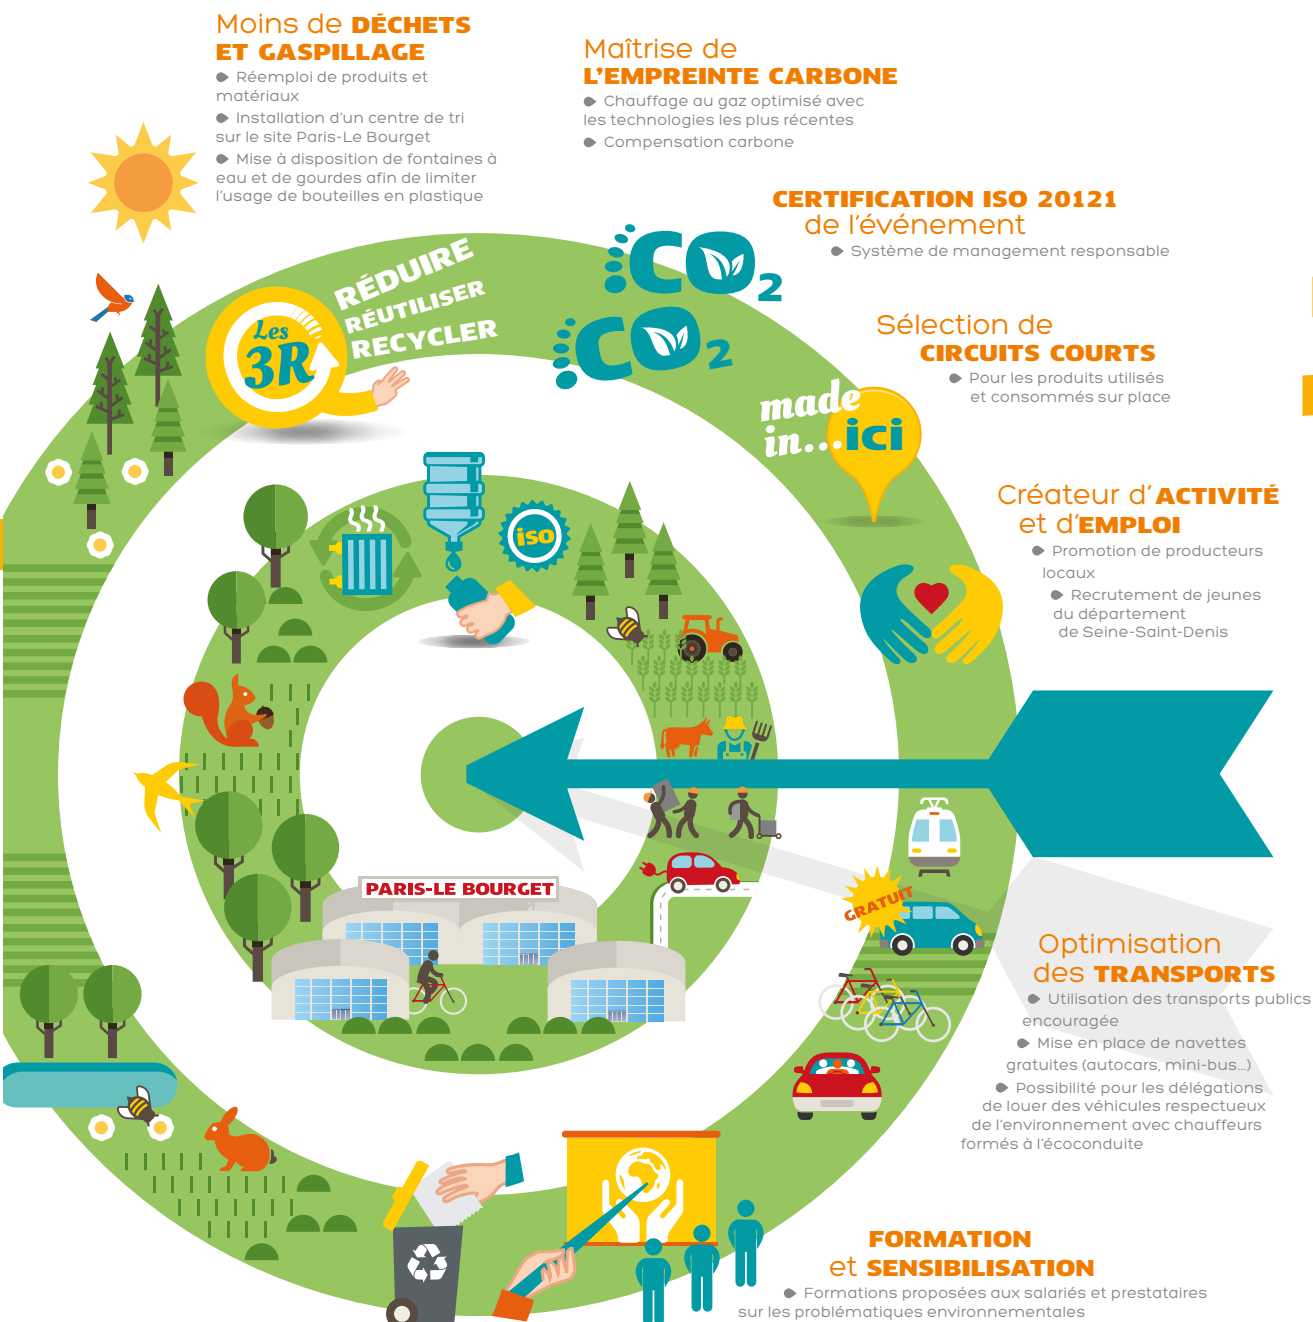 Moins de DÉCHETS
ET GASPILLAGE
Réemploi de produits et
matériaux
Installation d'un centre de tri
sur le site Paris-Le Bourget
Mise à disposition de fontaines à
eau et de gourdes afin de limiter
l'usage de bouteilles en plastique
Maîtrise de
L'EMPREINTE CARBONE
Chauffage au gaz optimisé avec
les technologies les plus récentes
Compensation carbone
CERTIFICATION ISO 20121
de l'événement
Système de management responsable
Sélection de
CIRCUITS COURTS
Pour les produits utilisés
et consommés sur place
Créateur d'ACTIVITÉ
et d'EMPLOI
Promotion de producteurs
locaux
Recrutement de jeunes
du département
de Seine-Saint-Denis
Les
3R
RÉDUIRE
RÉUTILISER
RECYCLER
CO2
CO2
made
in...ici
iso
PARIS-LE BOURGET
GRATUIT
Optimisation
des TRANSPORTS
Utilisation des transports publics
encouragée
Mise en place de navettes
gratuites (autocars, mini-bus...)
Possibilité pour les délégations
de louer des véhicules respectueux
de l'environnement avec chauffeurs
formés à l'écoconduite
FORMATION
et SENSIBILISATION
Formations proposées aux salariés et prestataires
sur les problématiques environnementales